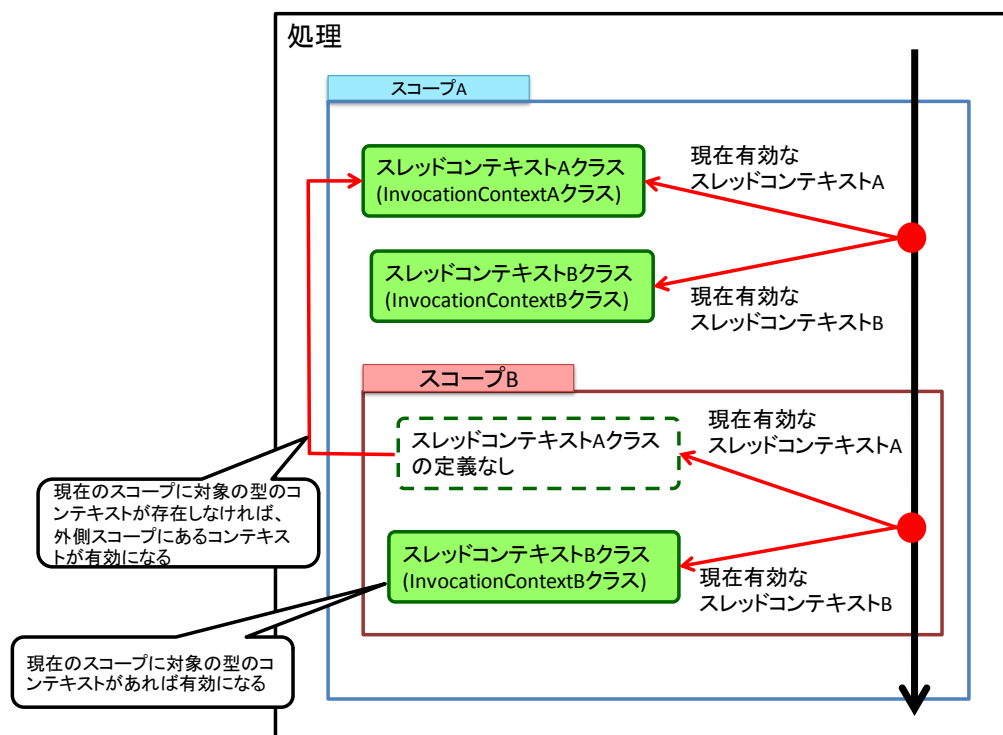 処理
スコープA
スレッドコンテキストAクラス
(InvocationContextAクラス)
現在有効な
スレッドコンテキストA
スレッドコンテキストBクラス
(InvocationContextBクラス)
現在有効な
スレッドコンテキストB
スコープB
スレッドコンテキストAクラス
の定義なし
現在有効な
スレッドコンテキストA
現在のスコープに対象の型のコ
ンテキストが存在しなければ、
外側スコープにあるコンテキス
トが有効になる
スレッドコンテキストBクラス
(InvocationContextBクラス)
現在有効な
スレッドコンテキストB
現在のスコープに対象の型のコ
ンテキストがあれば有効になる